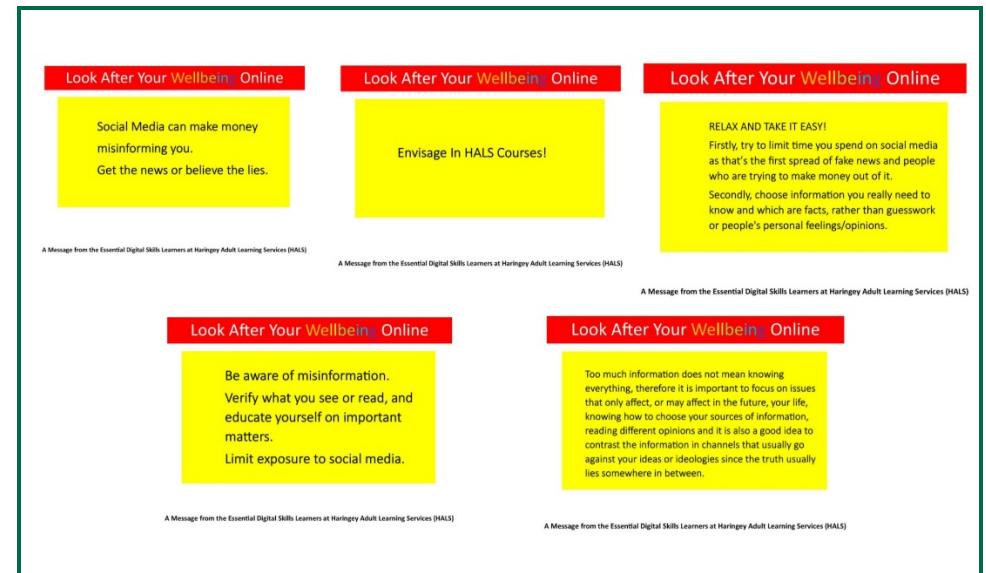 Look After Your Wellbeing Online
Social Media can make money
misinforming you.
Get the news or believe the lies.
A Message from the Essential Digital Skills Learners at Haringey Adult Learning Services (HALS)
Look After Your Wellbeing Online
Envisage In HALS Courses!
A Message from the Essential Digital Skills Learners at Haringey Adult Learning Services (HALS)
Look After Your Wellbeing Online
RELAX AND TAKE IT EASY!
Firstly, try to limit time you spend on social media
as that's the first spread of fake news and people
who are trying to make money out of it.
Secondly, choose information you really need to
know and which are facts, rather than guesswork
or people's personal feelings/opinions.
A Message from the Essential Digital Skills Learners at Haringey Adult Learning Services (HALS)
Look After Your Wellbeing Online
Be aware of misinformation.
Verify what you see or read, and
educate yourself on important
matters.
Limit exposure to social media.
A Message from the Essential Digital Skills Learners at Haringey Adult Learning Services (HALS)
Look After Your Wellbeing Online
Too much information does not mean knowing
everything, therefore it is important to focus on issues
that only affect, or may affect in the future, your life,
knowing how to choose your sources of information,
reading different opinions and it is also a good idea to
contrast the information in channels that usually go
against your ideas or ideologies since the truth usually
lies somewhere in between.
A Message from the Essential Digital Skills Learners at Haringey Adult Learning Services (HALS)